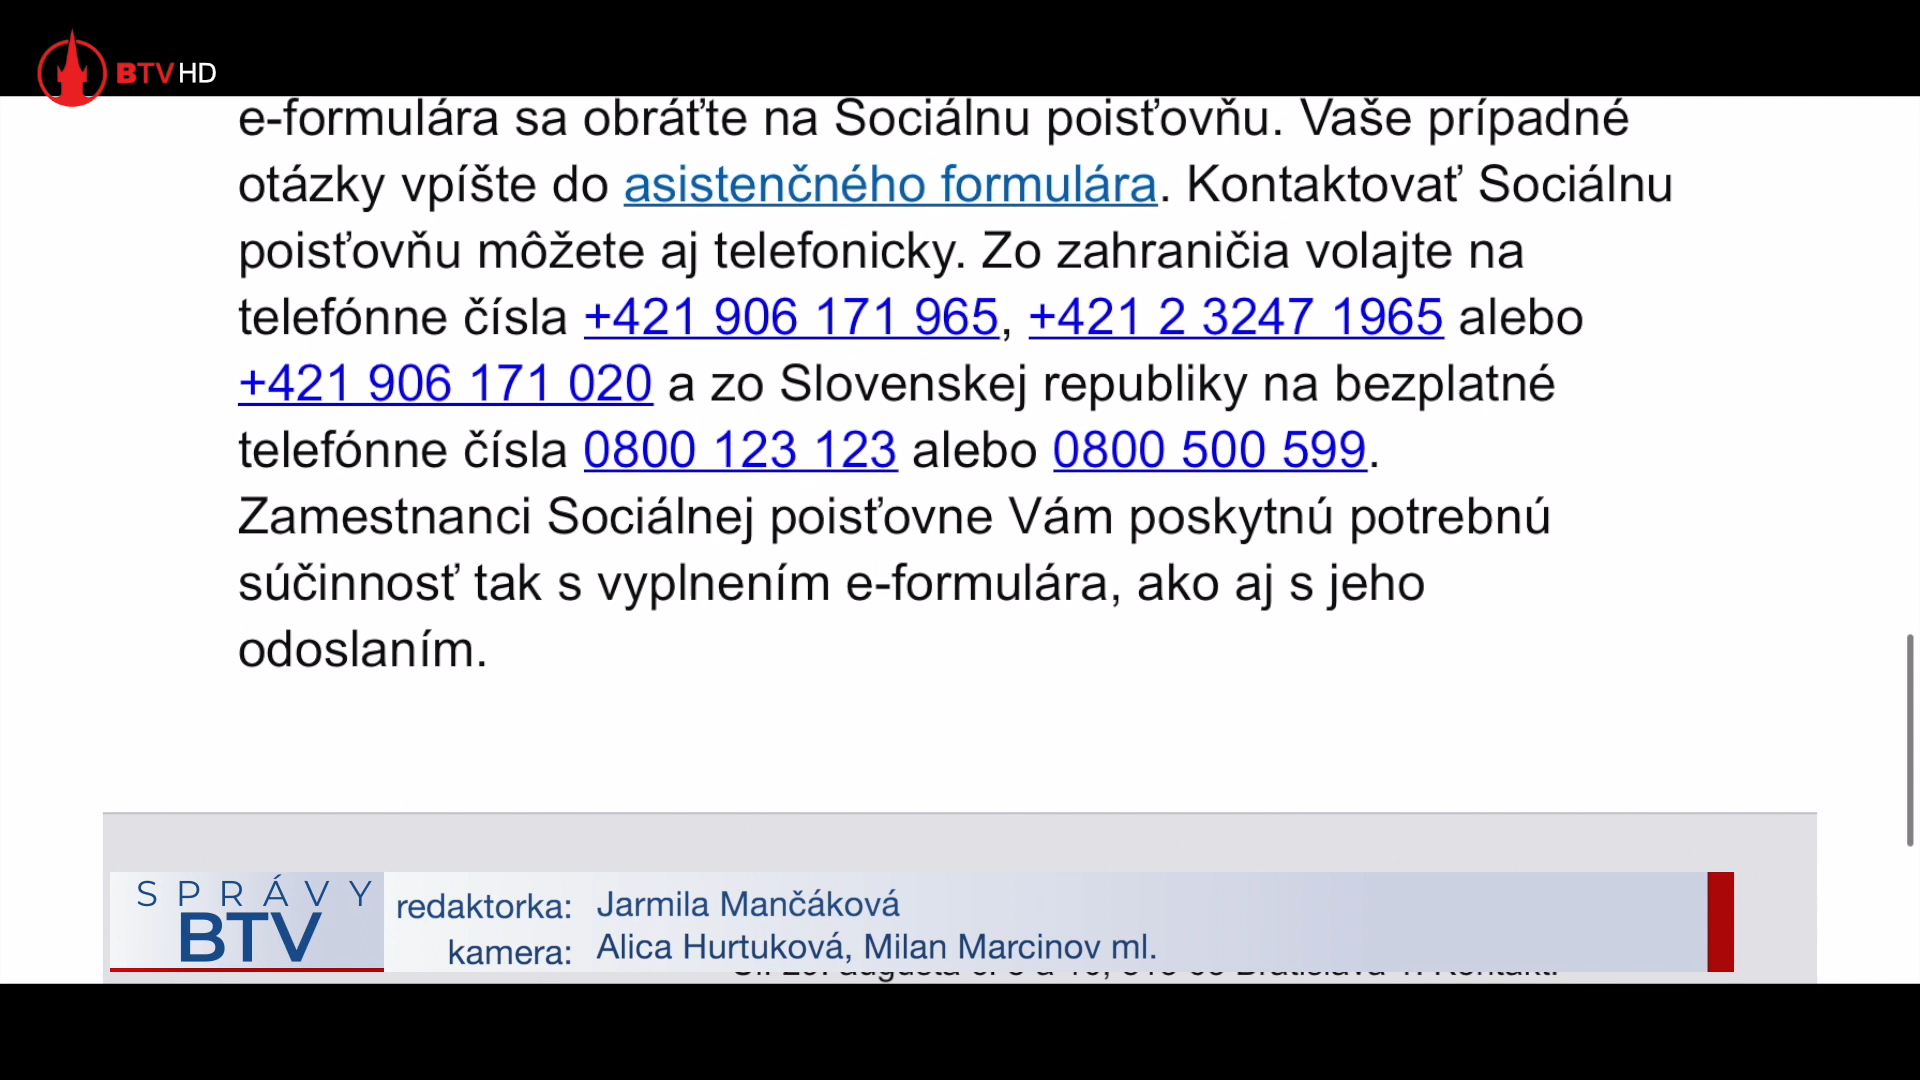 BTV HD
e-formulára sa obráťte na Sociálnu poisťovňu. Vaše prípadné
otázky vpíšte do asistenčného formulára. Kontaktovať Sociálnu
poisťovňu môžete aj telefonicky. Zo zahraničia volajte na
telefónne čísla +421 906 171 965, +421 2 3247 1965 alebo
+421 906 171 020 a zo Slovenskej republiky na bezplatné
telefónne čísla 0800 123 123 alebo 0800 500 599.
Zamestnanci Sociálnej poisťovne Vám poskytnú potrebnú
súčinnosť tak s vyplnením e-formulára, ako aj s jeho
odoslaním.
SPRÁVY
BTV
redaktorka: Jarmila Mančáková
kamera: Alica Hurtuková, Milan Marcinov ml.